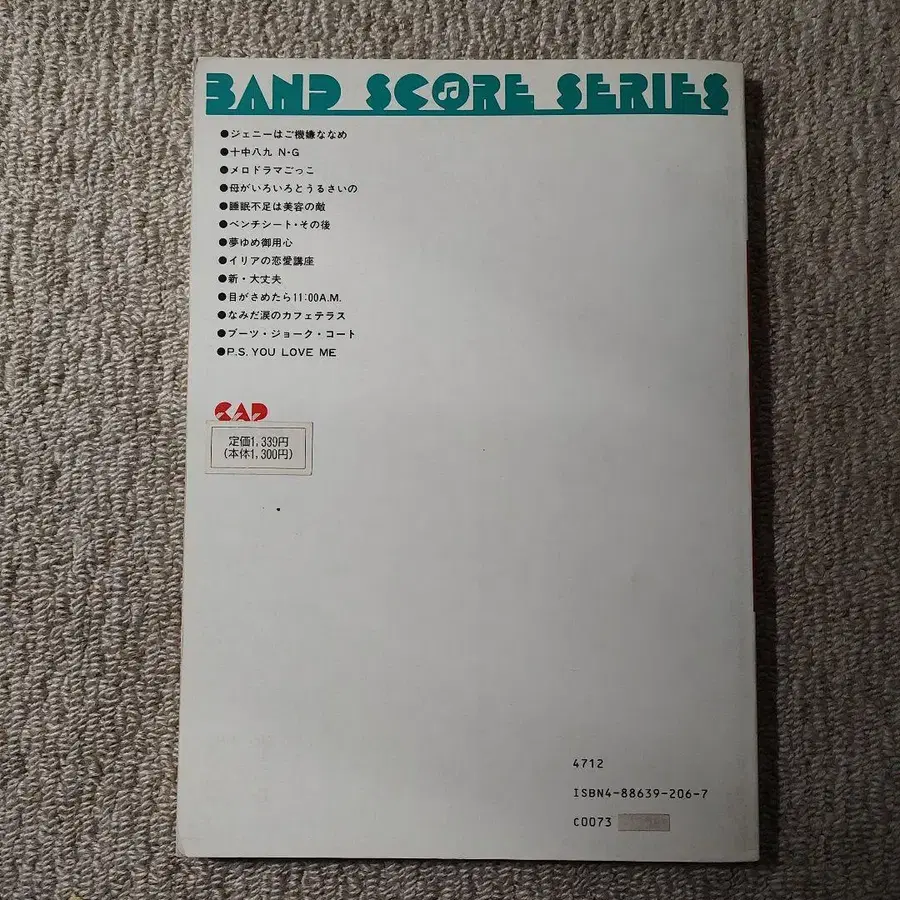 BAND SCORE SERIES
●ジェニーはご機嫌ななめ
●十中八九 N・G
●メロドラマごっこ
●母がいろいろとうるさいの
●睡眠不足は美容の敵
●ベンチシート・その後
●夢ゆめ御用心
●イリアの恋愛講座
●新・大丈夫
●目がさめたら11:00A.M.
●なみだ涙のカフェテラス
●ブーツ・ジョーク・コート
●P.S. YOU LOVE ME
CAD
定価1,339円
(本体1,300円)
4712
ISBN4-88639-206-7
C0073